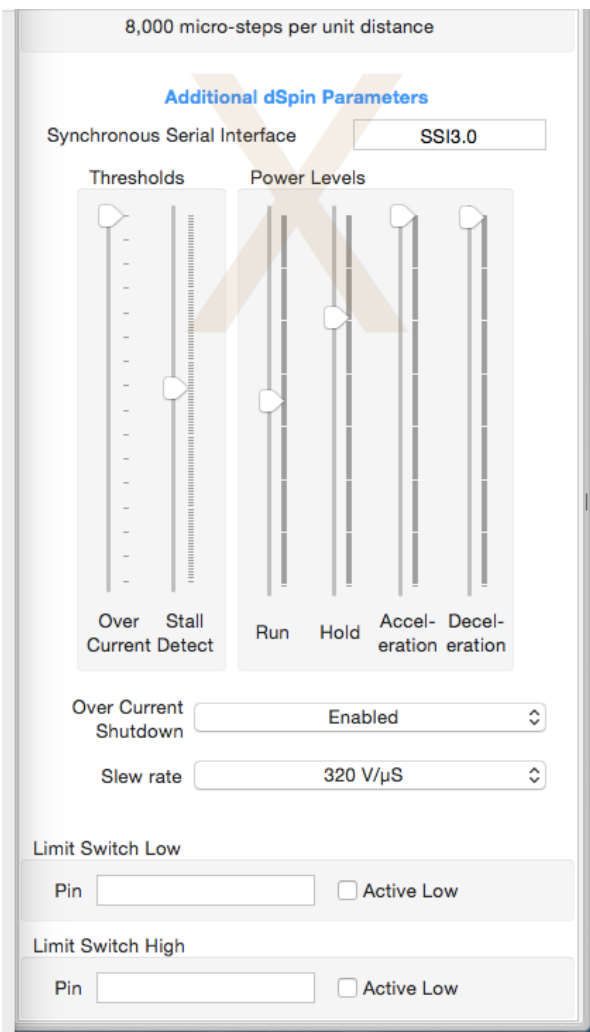 8,000 micro-steps per unit distance
Additional dSpin Parameters
Synchronous Serial Interface SSI3.0
Thresholds Power Levels
Over Current Stall Detect Run Hold Accel-eration Decel-eration
Over Current Shutdown Enabled
Slew rate 320 V/µS
Limit Switch Low
Pin Active Low
Limit Switch High
Pin Active Low
X